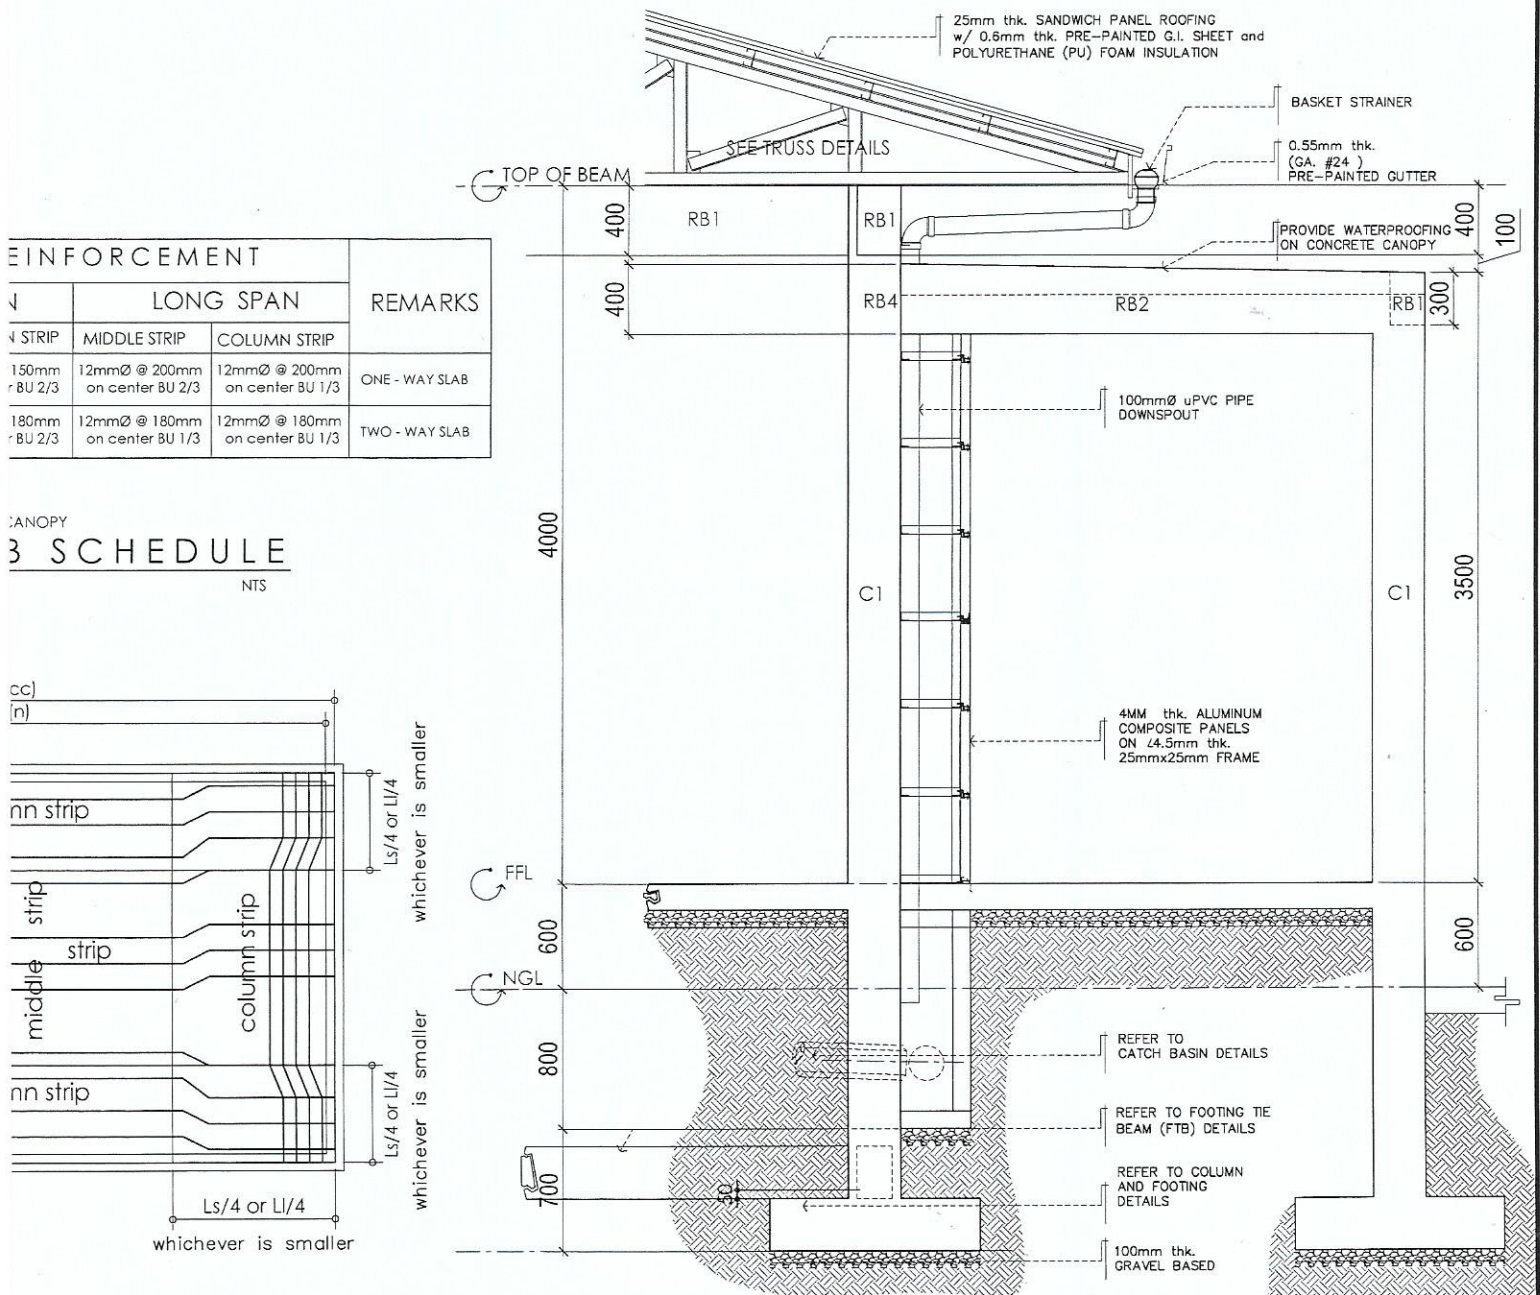 25mm thk. SANDWICH PANEL ROOFING
w/ 0.6mm thk. PRE-PAINTED G.I. SHEET and
POLYURETHANE (PU) FOAM INSULATION
BASKET STRAINER
0.55mm thk.
(GA. #24 )
PRE-PAINTED GUTTER
SEE TRUSS DETAILS
TOP OF BEAM
400
RB1
RB1
400
100
PROVIDE WATERPROOFING
ON CONCRETE CANOPY
400
RB4
RB2
RB1
300
EINFORCEMENT
N
LONG SPAN
REMARKS
N STRIP
MIDDLE STRIP
COLUMN STRIP
150mm
r BU 2/3
12mmØ @ 200mm
on center BU 2/3
12mmØ @ 200mm
on center BU 1/3
ONE - WAY SLAB
180mm
r BU 2/3
12mmØ @ 180mm
on center BU 1/3
12mmØ @ 180mm
on center BU 1/3
TWO - WAY SLAB
CANOPY
B SCHEDULE
NTS
100mmØ uPVC PIPE
DOWNSPOUT
4000
C1
C1
3500
4MM thk. ALUMINUM
COMPOSITE PANELS
ON ∠4.5mm thk.
25mmx25mm FRAME
cc)
n)
mn strip
Ls/4 or Ll/4
whichever is smaller
strip
middle
strip
column strip
mn strip
Ls/4 or Ll/4
whichever is smaller
Ls/4 or Ll/4
whichever is smaller
FFL
600
600
NGL
800
REFER TO
CATCH BASIN DETAILS
REFER TO FOOTING TIE
BEAM (FTB) DETAILS
REFER TO COLUMN
AND FOOTING
DETAILS
700
50
100mm thk.
GRAVEL BASED